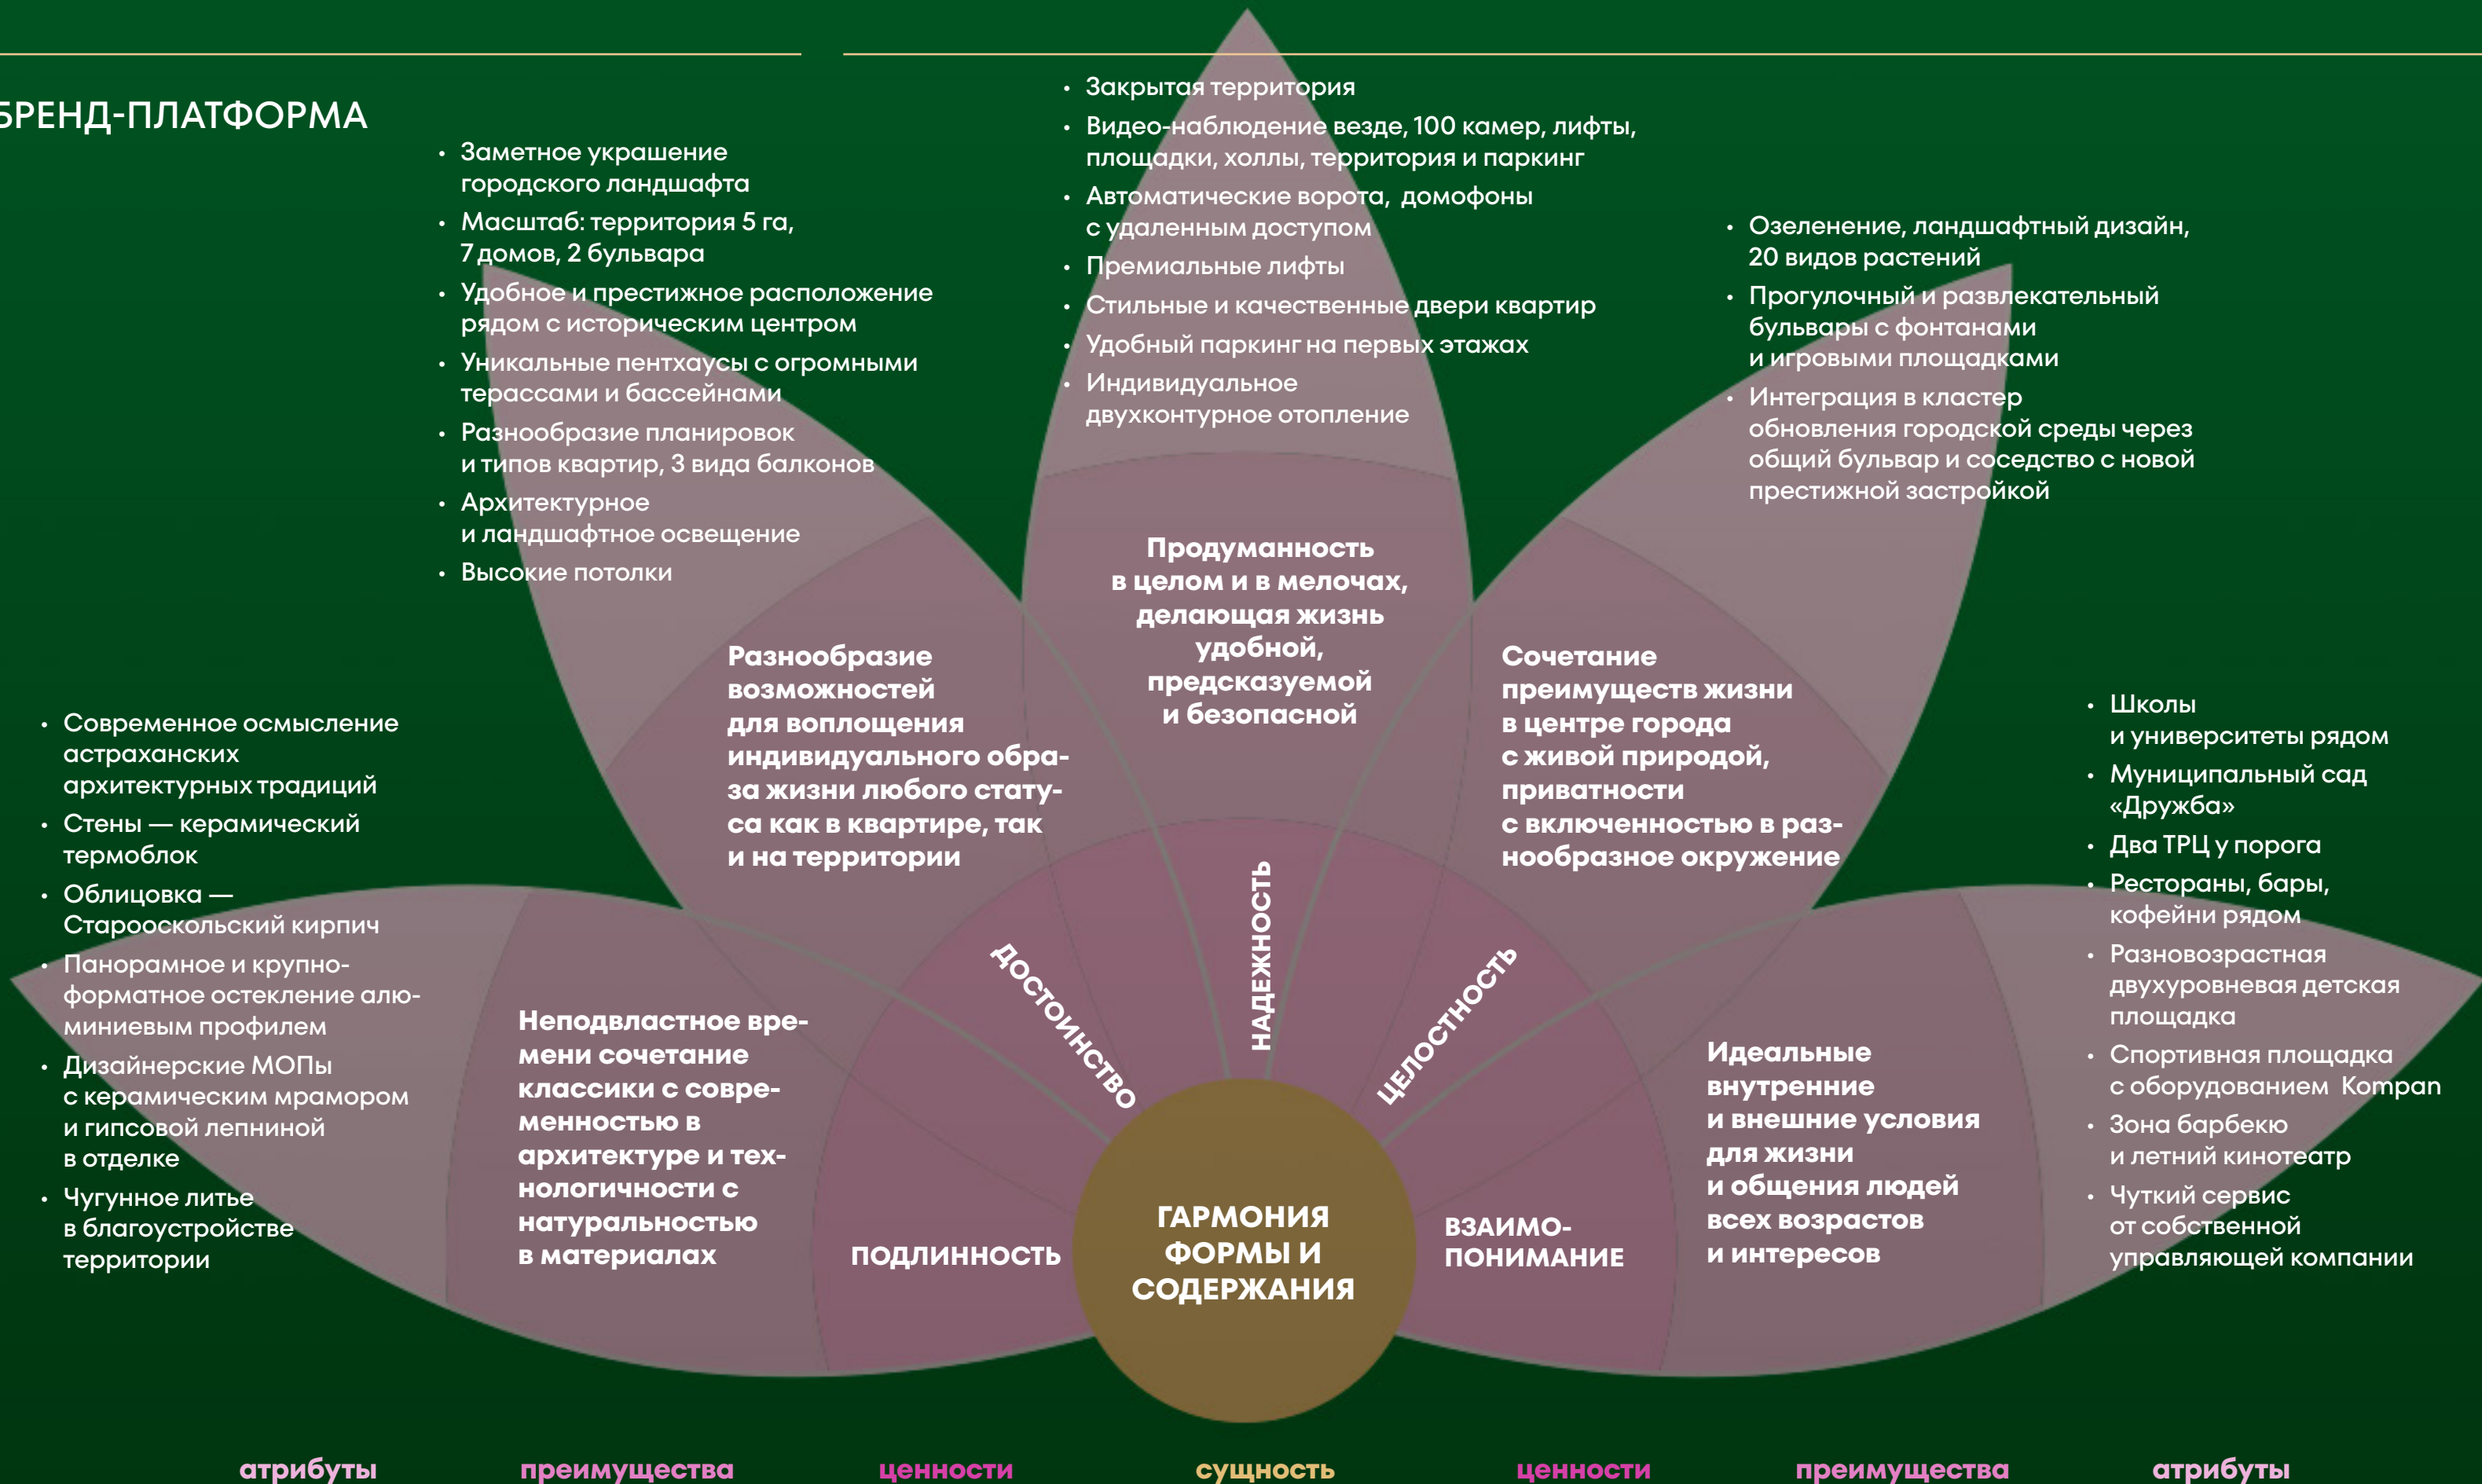 БРЕНД-ПЛАТФОРМА
• Заметное украшение
городского ландшафта
• Масштаб: территория 5 га,
7 домов, 2 бульвара
• Удобное и престижное расположение
рядом с историческим центром
• Уникальные пентхаусы с огромными
терассами и бассейнами
• Разнообразие планировок
и типов квартир, 3 вида балконов
• Архитектурное
и ландшафтное освещение
• Высокие потолки
• Закрытая территория
• Видео-наблюдение везде, 100 камер, лифты,
площадки, холлы, территория и паркинг
• Автоматические ворота, домофоны
с удаленным доступом
• Премиальные лифты
• Стильные и качественные двери квартир
• Удобный паркинг на первых этажах
• Индивидуальное
двухконтурное отопление
• Озеленение, ландшафтный дизайн,
20 видов растений
• Прогулочный и развлекательный
бульвары с фонтанами
и игровыми площадками
• Интеграция в кластер
обновления городской среды через
общий бульвар и соседство с новой
престижной застройкой
Разнообразие
возможностей
для воплощения
индивидуального обра-
за жизни любого стату-
са как в квартире, так
и на территории
Продуманность
в целом и в мелочах,
делающая жизнь
удобной,
предсказуемой
и безопасной
Сочетание
преимуществ жизни
в центре города
с живой природой,
приватности
с включенностью в раз-
нообразное окружение
• Современное осмысление
астраханских
архитектурных традиций
• Стены — керамический
термоблок
• Облицовка —
Старооскольский кирпич
• Панорамное и крупно-
форматное остекление алю-
миниевым профилем
• Дизайнерские МОПы
с керамическим мрамором
и гипсовой лепниной
в отделке
• Чугунное литье
в благоустройстве
территории
Неподвластное вре-
мени сочетание
классики с совре-
менностью в
архитектуре и тех-
нологичности с
натуральностью
в материалах
ПОДЛИННОСТЬ
ДОСТОИНСТВО
НАДЕЖНОСТЬ
ЦЕЛОСТНОСТЬ
ВЗАИМО-
ПОНИМАНИЕ
ГАРМОНИЯ
ФОРМЫ И
СОДЕРЖАНИЯ
Идеальные
внутренние
и внешние условия
для жизни
и общения людей
всех возрастов
и интересов
• Школы
и университеты рядом
• Муниципальный сад
«Дружба»
• Два ТРЦ у порога
• Рестораны, бары,
кофейни рядом
• Разновозрастная
двухуровневая детская
площадка
• Спортивная площадка
с оборудованием Kompan
• Зона барбекю
и летний кинотеатр
• Чуткий сервис
от собственной
управляющей компании
атрибуты преимущества ценности сущность ценности преимущества атрибуты